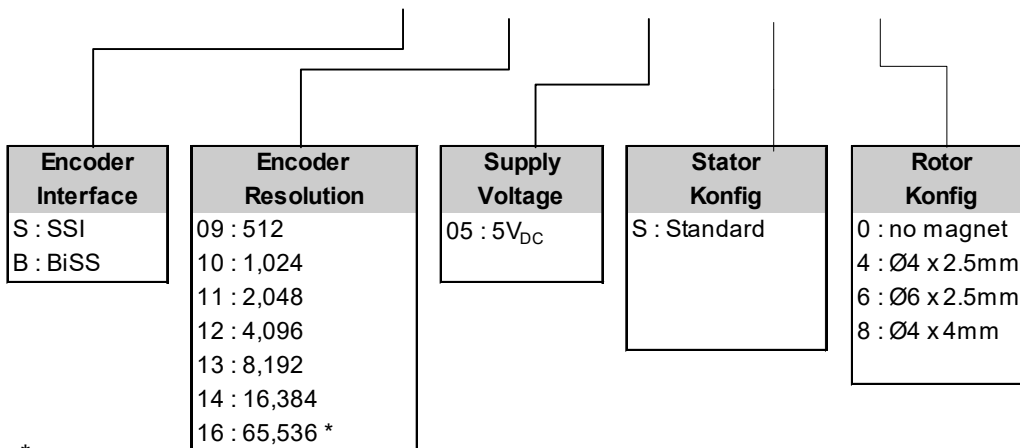 Encoder
Interface
S : SSI
B : BiSS
Encoder
Resolution
09 : 512
10 : 1,024
11 : 2,048
12 : 4,096
13 : 8,192
14 : 16,384
16 : 65,536 *
Supply
Voltage
05 : 5VDC
Stator
Konfig
S : Standard
Rotor
Konfig
0 : no magnet
4 : Ø4 x 2.5mm
6 : Ø6 x 2.5mm
8 : Ø4 x 4mm
*